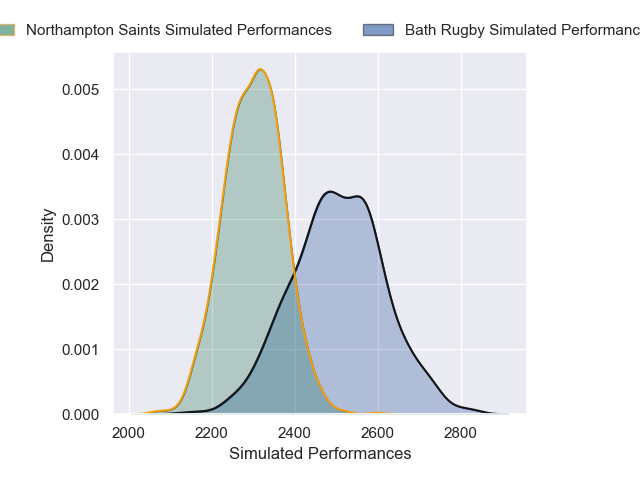 Northampton Saints Simulated Performances
Bath Rugby Simulated
0.005
0.004
0.003
0.002
0.001
0.000
Density
2000 2200 2400 2600 2800
Simulated Performances